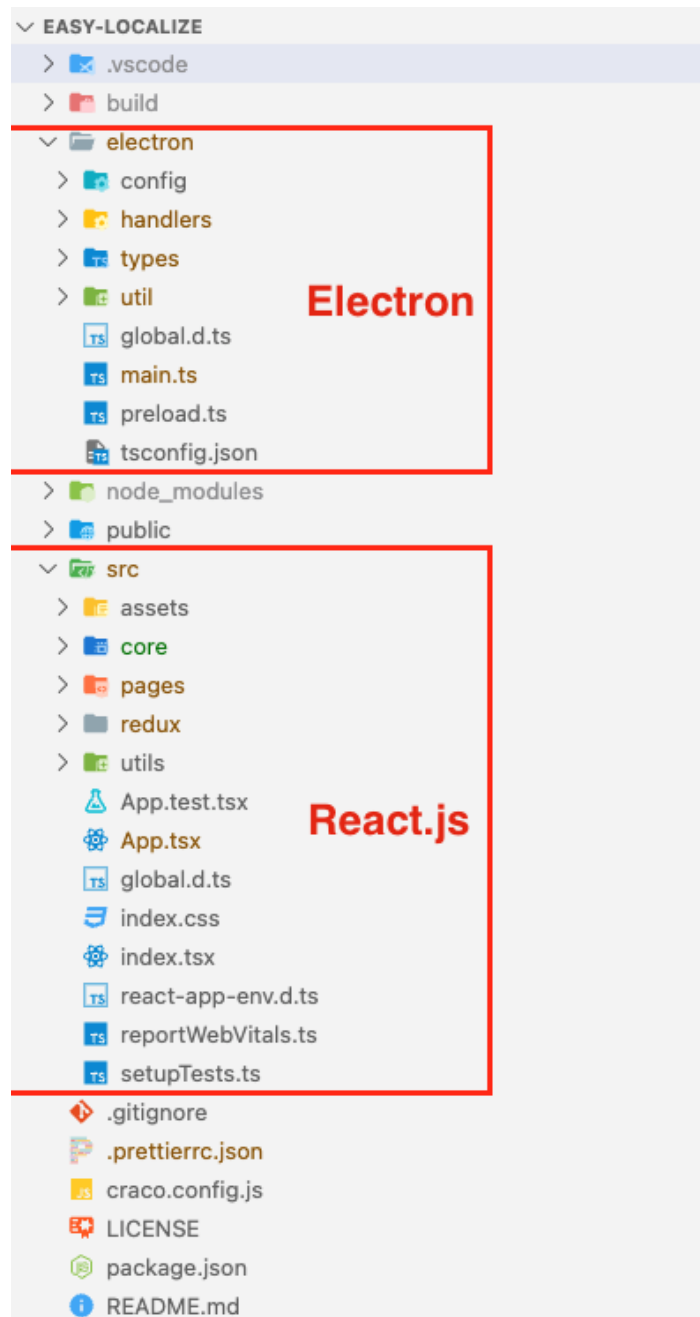 EASY-LOCALIZE
.vscode
build
electron
config
handlers
types
util
Electron
global.d.ts
main.ts
preload.ts
tsconfig.json
node_modules
public
src
assets
core
pages
redux
utils
App.test.tsx
React.js
App.tsx
global.d.ts
index.css
index.tsx
react-app-env.d.ts
reportWebVitals.ts
setupTests.ts
.gitignore
.prettierrc.json
craco.config.js
LICENSE
package.json
README.md